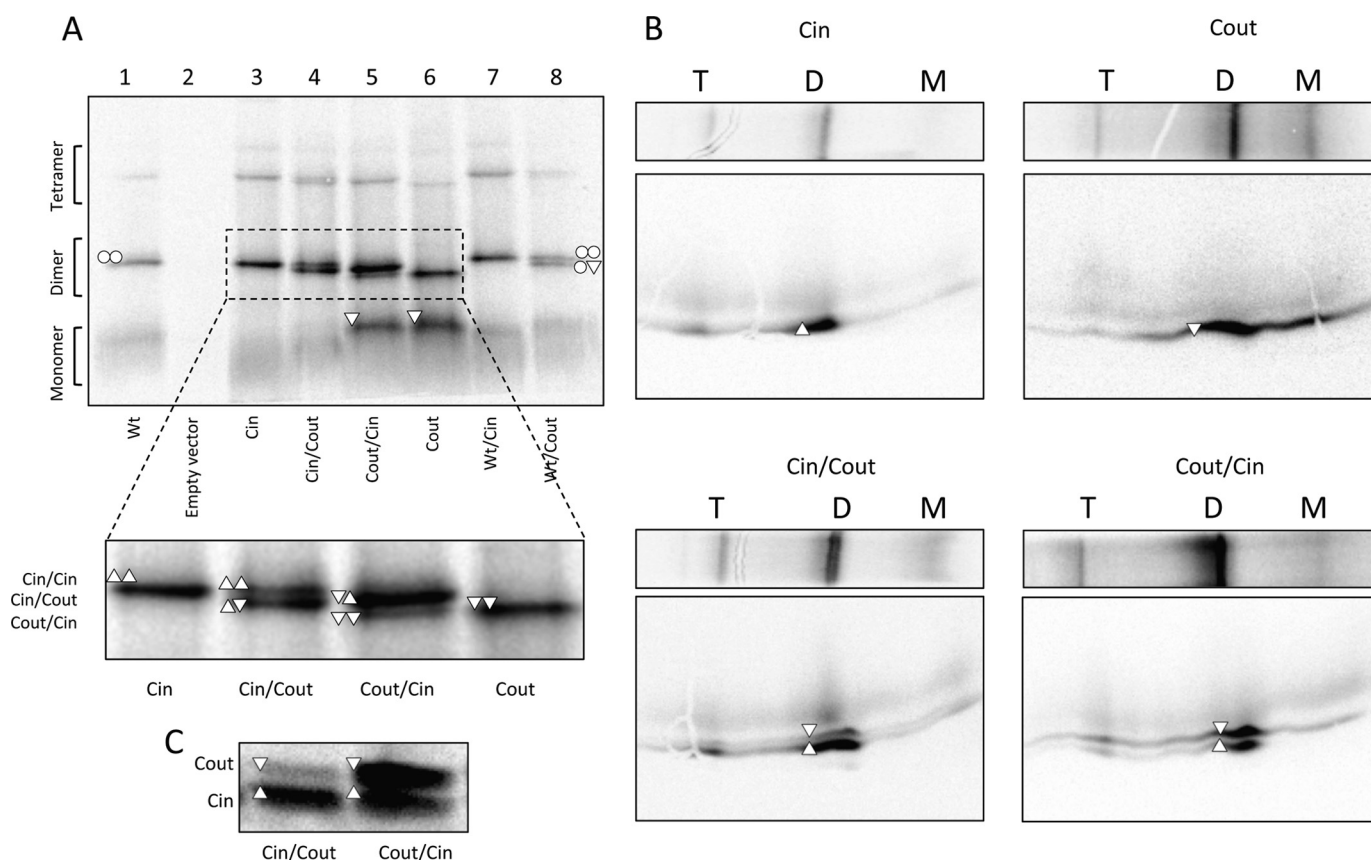 A
1 2 3 4 5 6 7 8
Tetramer
Dimer
Monomer
Wt
Empty vector
Cin
Cin/Cout
Cout/Cin
Cout
Wt/Cin
Wt/Cout
Cin/Cin
Cin/Cout
Cout/Cin
Cin Cin/Cout Cout/Cin Cout
C
Cout
Cin
Cin/Cout Cout/Cin
B
Cin
T D M
Cout
T D M
Cin/Cout
T D M
Cout/Cin
T D M